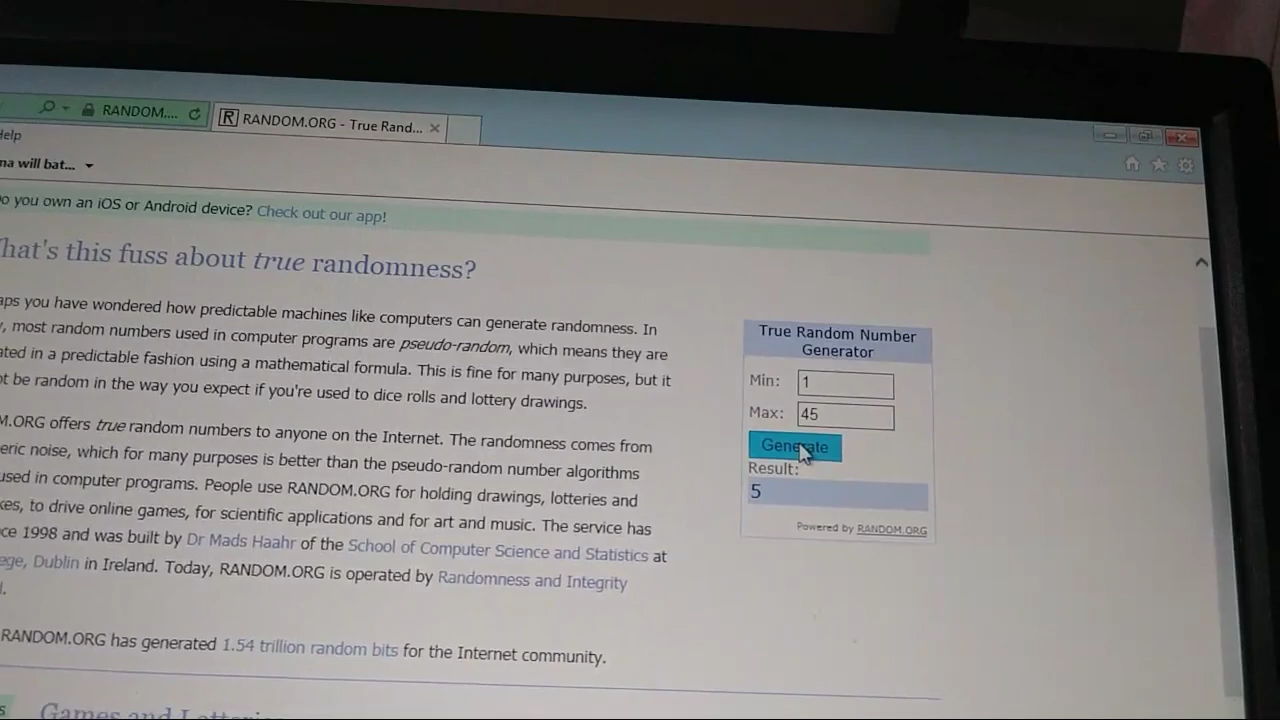 RANDOM....
RANDOM.ORG - True Rand...
Help
will bat...
you own an iOS or Android device? Check out our app!
this fuss about true randomness?
you have wondered how predictable machines like computers can generate randomness. In
most random numbers used in computer programs are pseudo-random, which means they are
in a predictable fashion using a mathematical formula. This is fine for many purposes, but it
be random in the way you expect if you're used to dice rolls and lottery drawings.
M.ORG offers true random numbers to anyone on the Internet. The randomness comes from
eric noise, which for many purposes is better than the pseudo-random number algorithms
used in computer programs. People use RANDOM.ORG for holding drawings, lotteries and
kes, to drive online games, for scientific applications and for art and music. The service has
ce 1998 and was built by Dr Mads Haahr of the School of Computer Science and Statistics at
ege, Dublin in Ireland. Today, RANDOM.ORG is operated by Randomness and Integrity
RANDOM.ORG has generated 1.54 trillion random bits for the Internet community.
Games and
True Random Number
Generator
Min: 1
Max: 45
Generate
Result:
5
Powered by RANDOM.ORG